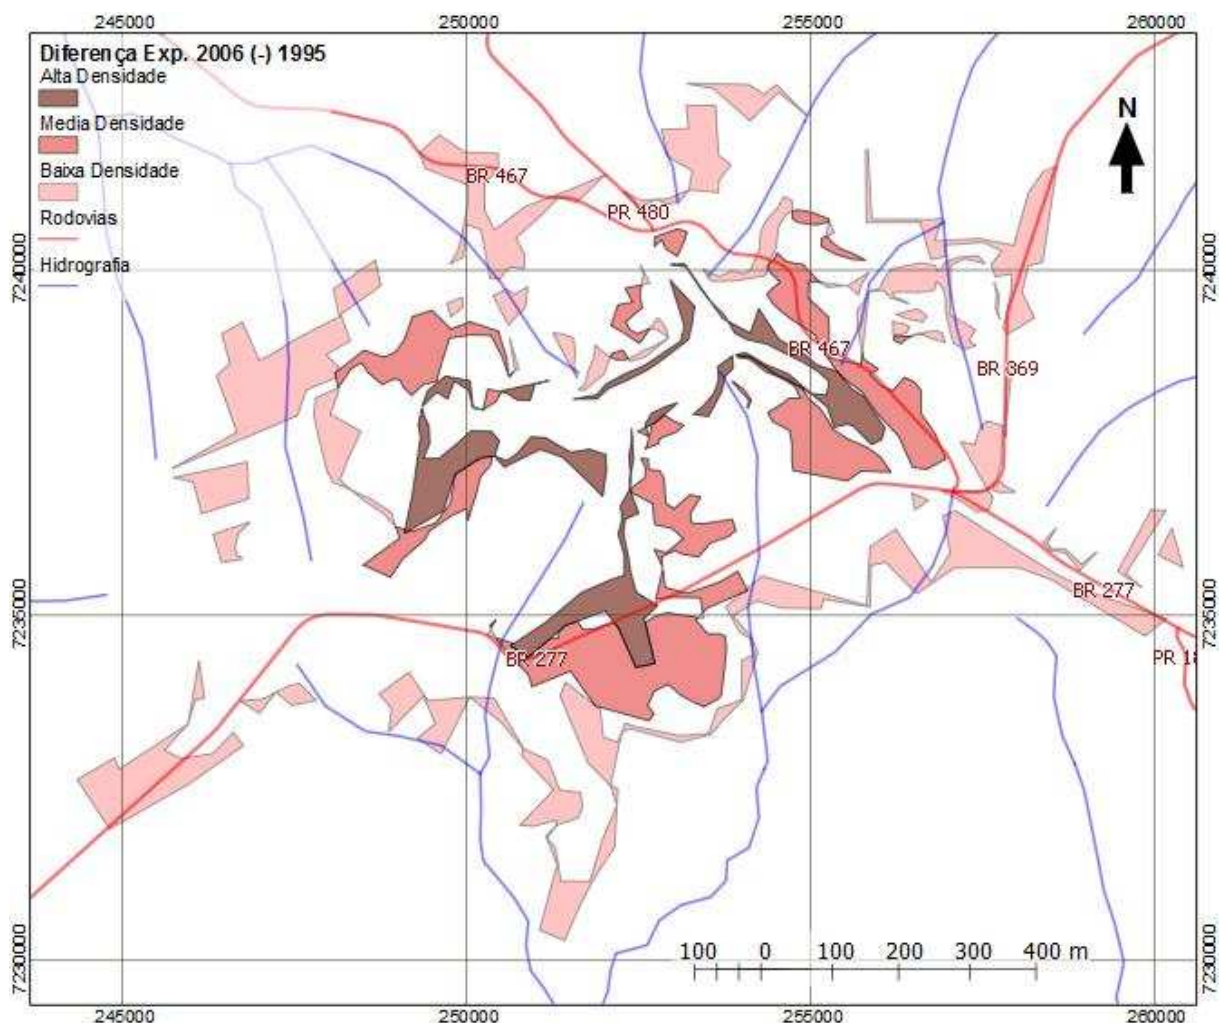 245000 250000 255000 260000
Diferença Exp. 2006 (-) 1995
Alta Densidade
Media Densidade
Baixa Densidade
Rodovias
Hidrografia
N
BR 467
PR 480
7240000 7240000
BR 467
BR 369
7235000 7235000
BR 277
BR 277
PR 18
7230000 7230000
100 0 100 200 300 400 m
245000 250000 255000 260000